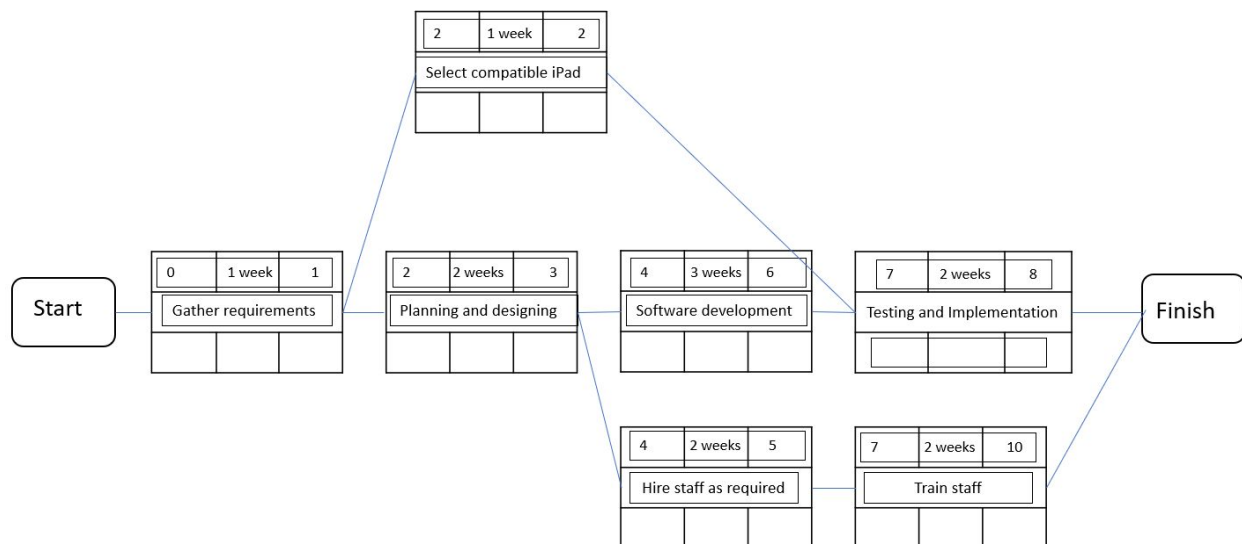 2 1 week 2
Select compatible iPad
Start
0 1 week 1
Gather requirements
2 2 weeks 3
Planning and designing
4 3 weeks 6
Software development
7 2 weeks 8
Testing and Implementation
Finish
4 2 weeks 5
Hire staff as required
7 2 weeks 10
Train staff